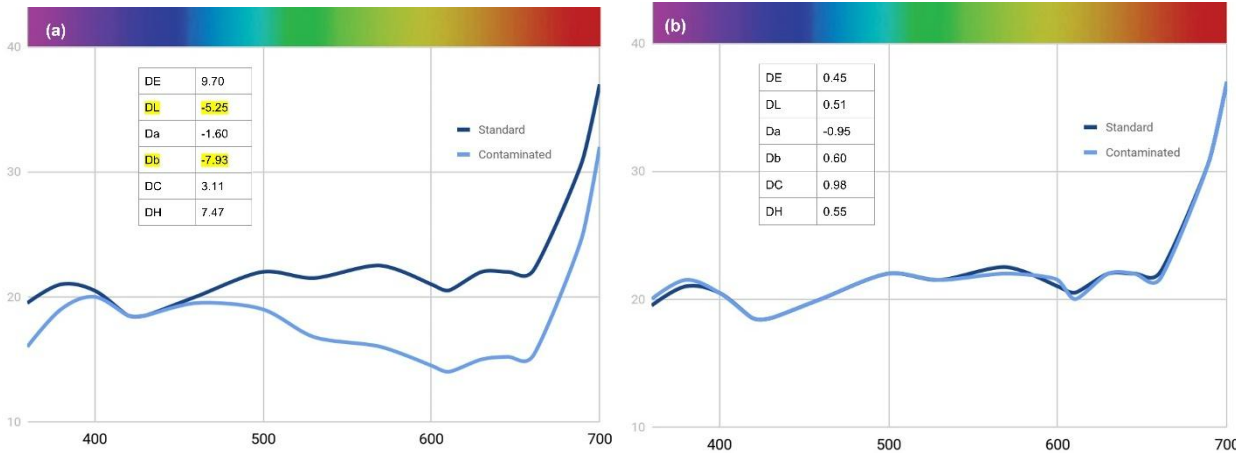 (a)
40
30
20
10
DE 9.70
DL -5.25
Da -1.60
Db -7.93
DC 3.11
DH 7.47
Standard
Contaminated
400 500 600 700
(b)
40
30
20
10
DE 0.45
DL 0.51
Da -0.95
Db 0.60
DC 0.98
DH 0.55
Standard
Contaminated
400 500 600 700